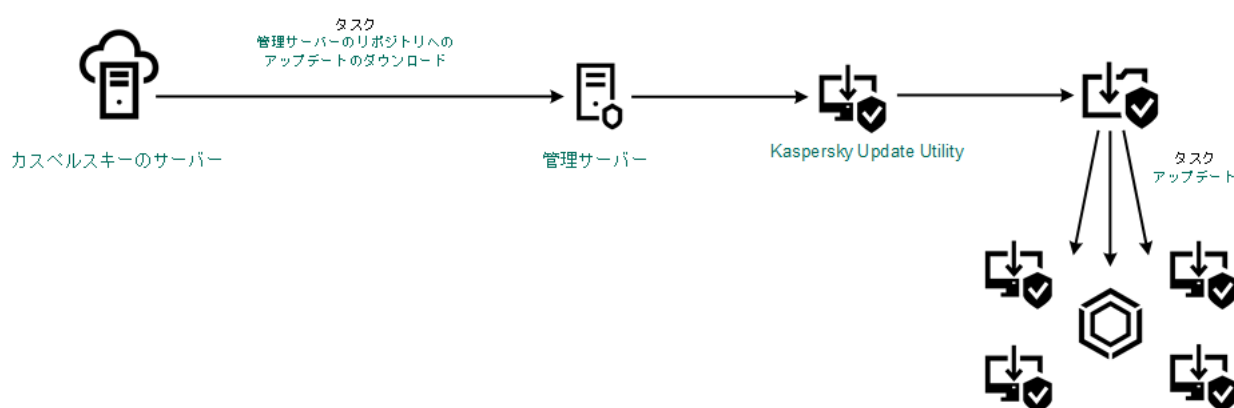 タスク
管理サーバーのリポジトリへの
アップデートのダウンロード
カスペルスキーのサーバー
管理サーバー
Kaspersky Update Utility
タスク
アップデート